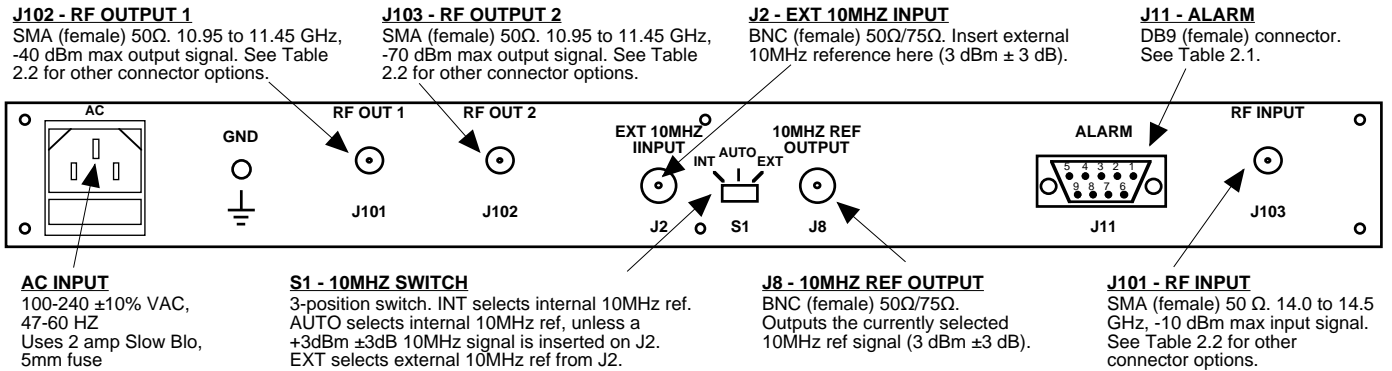 J102 - RF OUTPUT 1
SMA (female) 50Ω. 10.95 to 11.45 GHz,
-40 dBm max output signal. See Table
2.2 for other connector options.
J103 - RF OUTPUT 2
SMA (female) 50Ω. 10.95 to 11.45 GHz,
-70 dBm max output signal. See Table
2.2 for other connector options.
J2 - EXT 10MHZ INPUT
BNC (female) 50Ω/75Ω. Insert external
10MHz reference here (3 dBm ± 3 dB).
J11 - ALARM
DB9 (female) connector.
See Table 2.1.
AC
GND
RF OUT 1
J101
RF OUT 2
J102
EXT 10MHZ
IINPUT
J2
INT AUTO EXT
S1
10MHZ REF
OUTPUT
J8
ALARM
5 4 3 2 1
9 8 7 6
J11
RF INPUT
J103
AC INPUT
100-240 ±10% VAC,
47-60 HZ
Uses 2 amp Slow Blo,
5mm fuse
S1 - 10MHZ SWITCH
3-position switch. INT selects internal 10MHz ref.
AUTO selects internal 10MHz ref, unless a
+3dBm ±3dB 10MHz signal is inserted on J2.
EXT selects external 10MHz ref from J2.
J8 - 10MHZ REF OUTPUT
BNC (female) 50Ω/75Ω.
Outputs the currently selected
10MHz ref signal (3 dBm ±3 dB).
J101 - RF INPUT
SMA (female) 50 Ω. 14.0 to 14.5
GHz, -10 dBm max input signal.
See Table 2.2 for other
connector options.